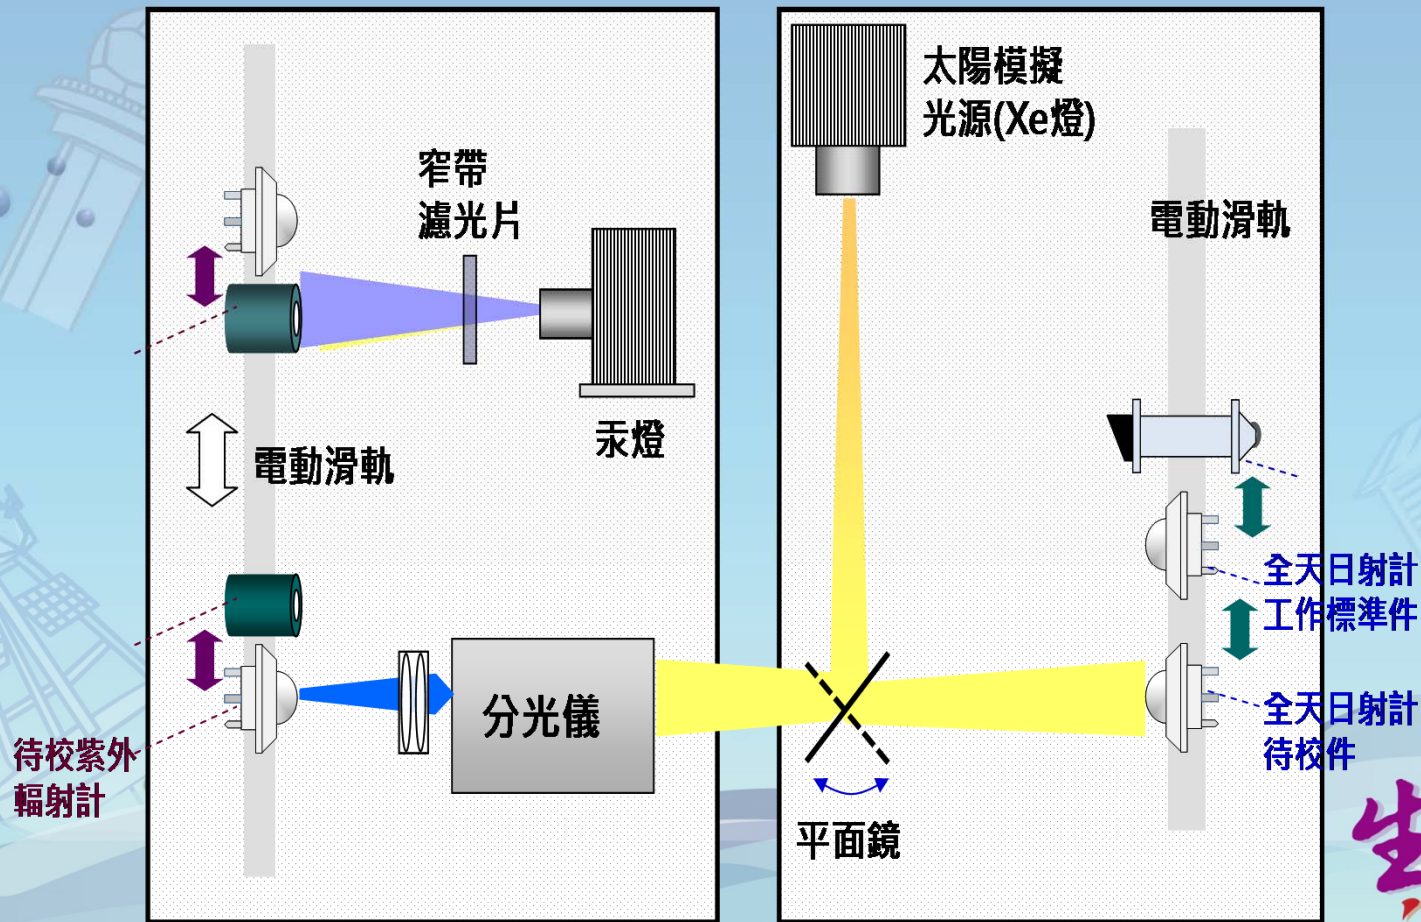 太陽模擬
光源(Xe燈)
窄帶
濾光片
電動滑軌
汞燈
電動滑軌
全天日射計
工作標準件
分光儀
全天日射計
待校件
待校紫外
輻射計
平面鏡
生